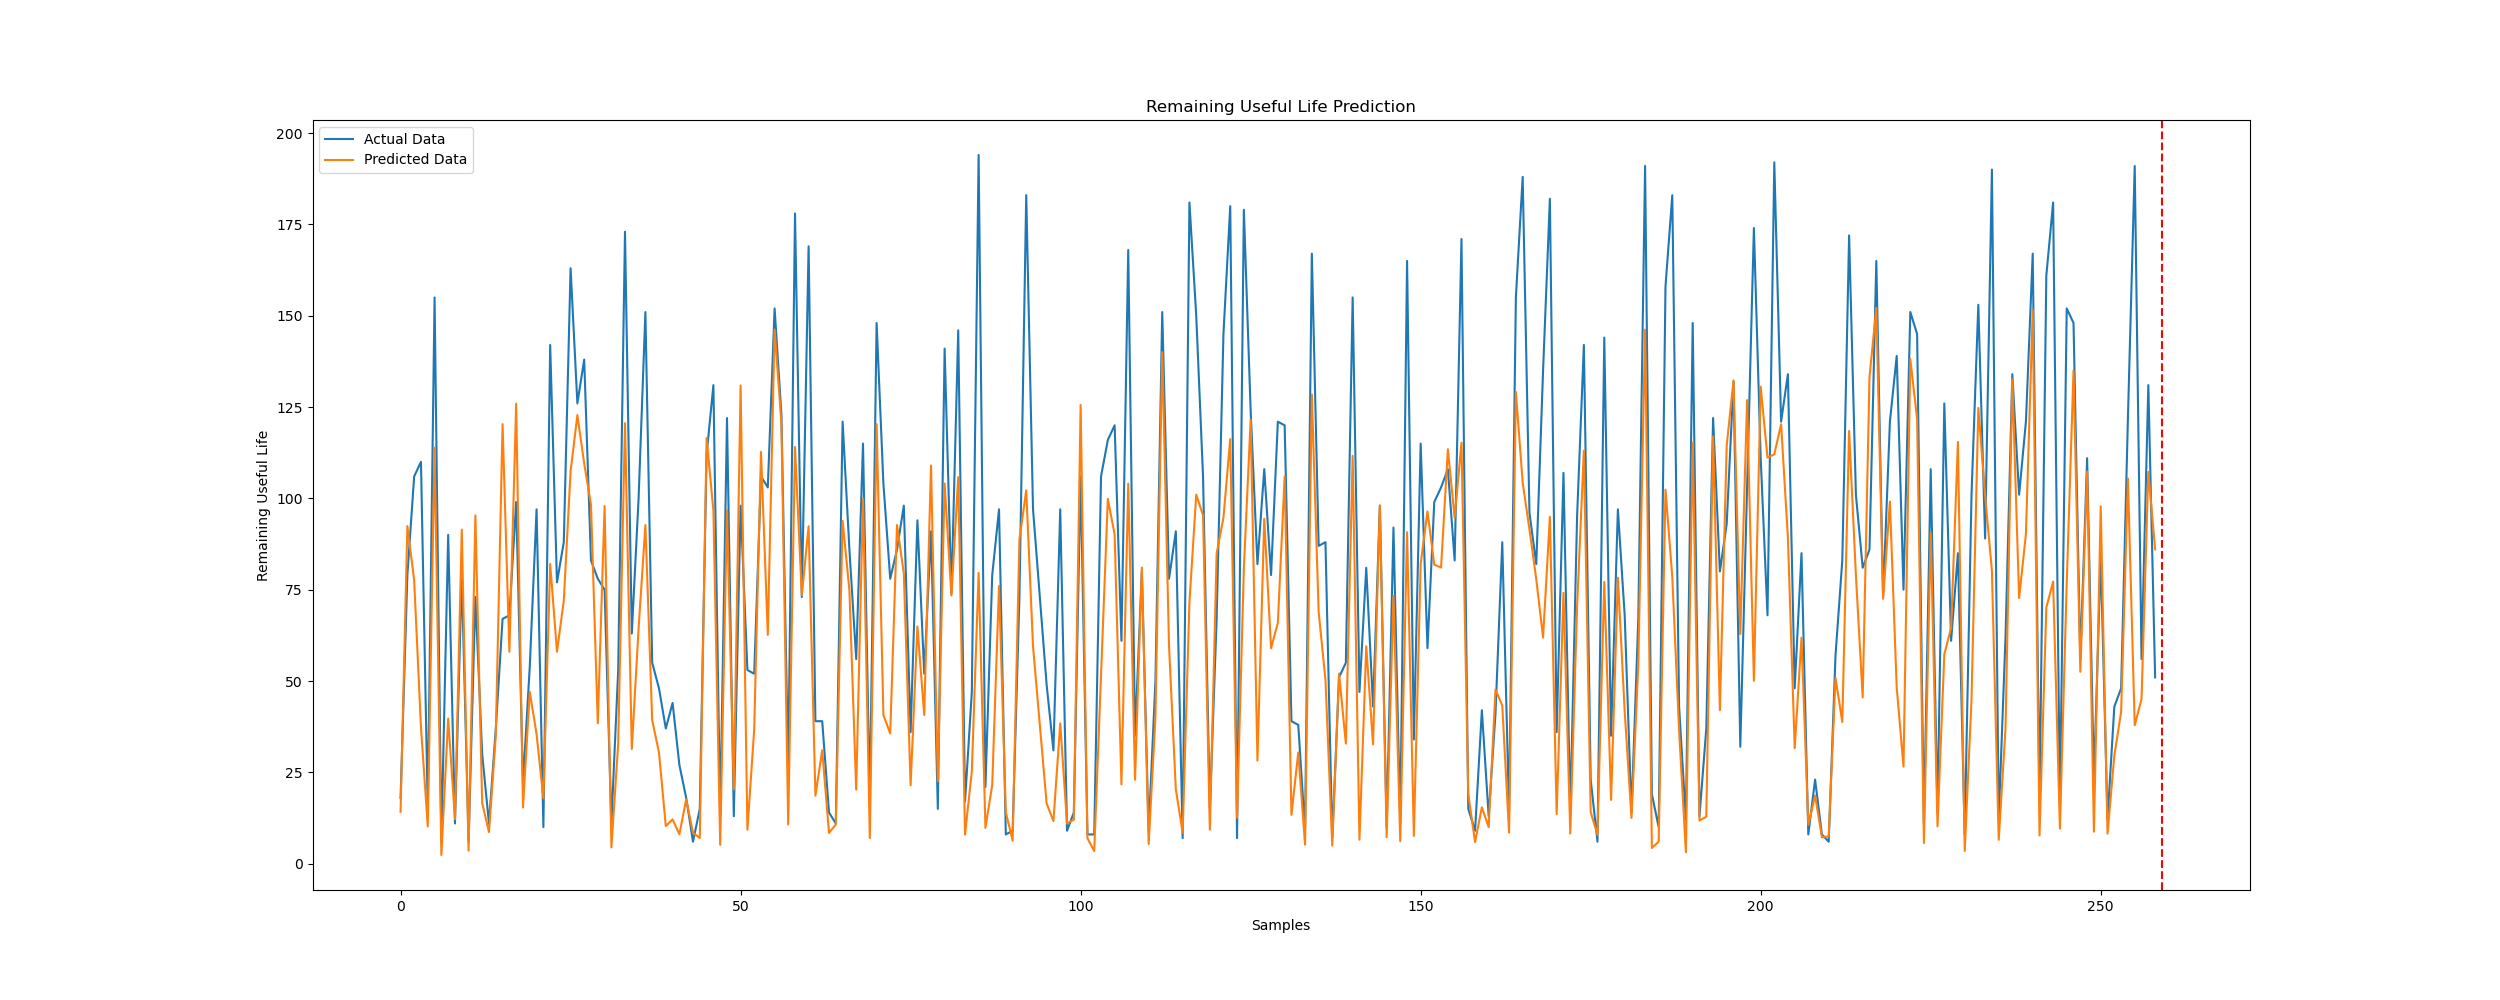 Remaining Useful Life Prediction
Actual Data
Predicted Data
Remaining Useful Life
200
175
150
125
100
75
50
25
0
0 50 100 150 200 250
Samples